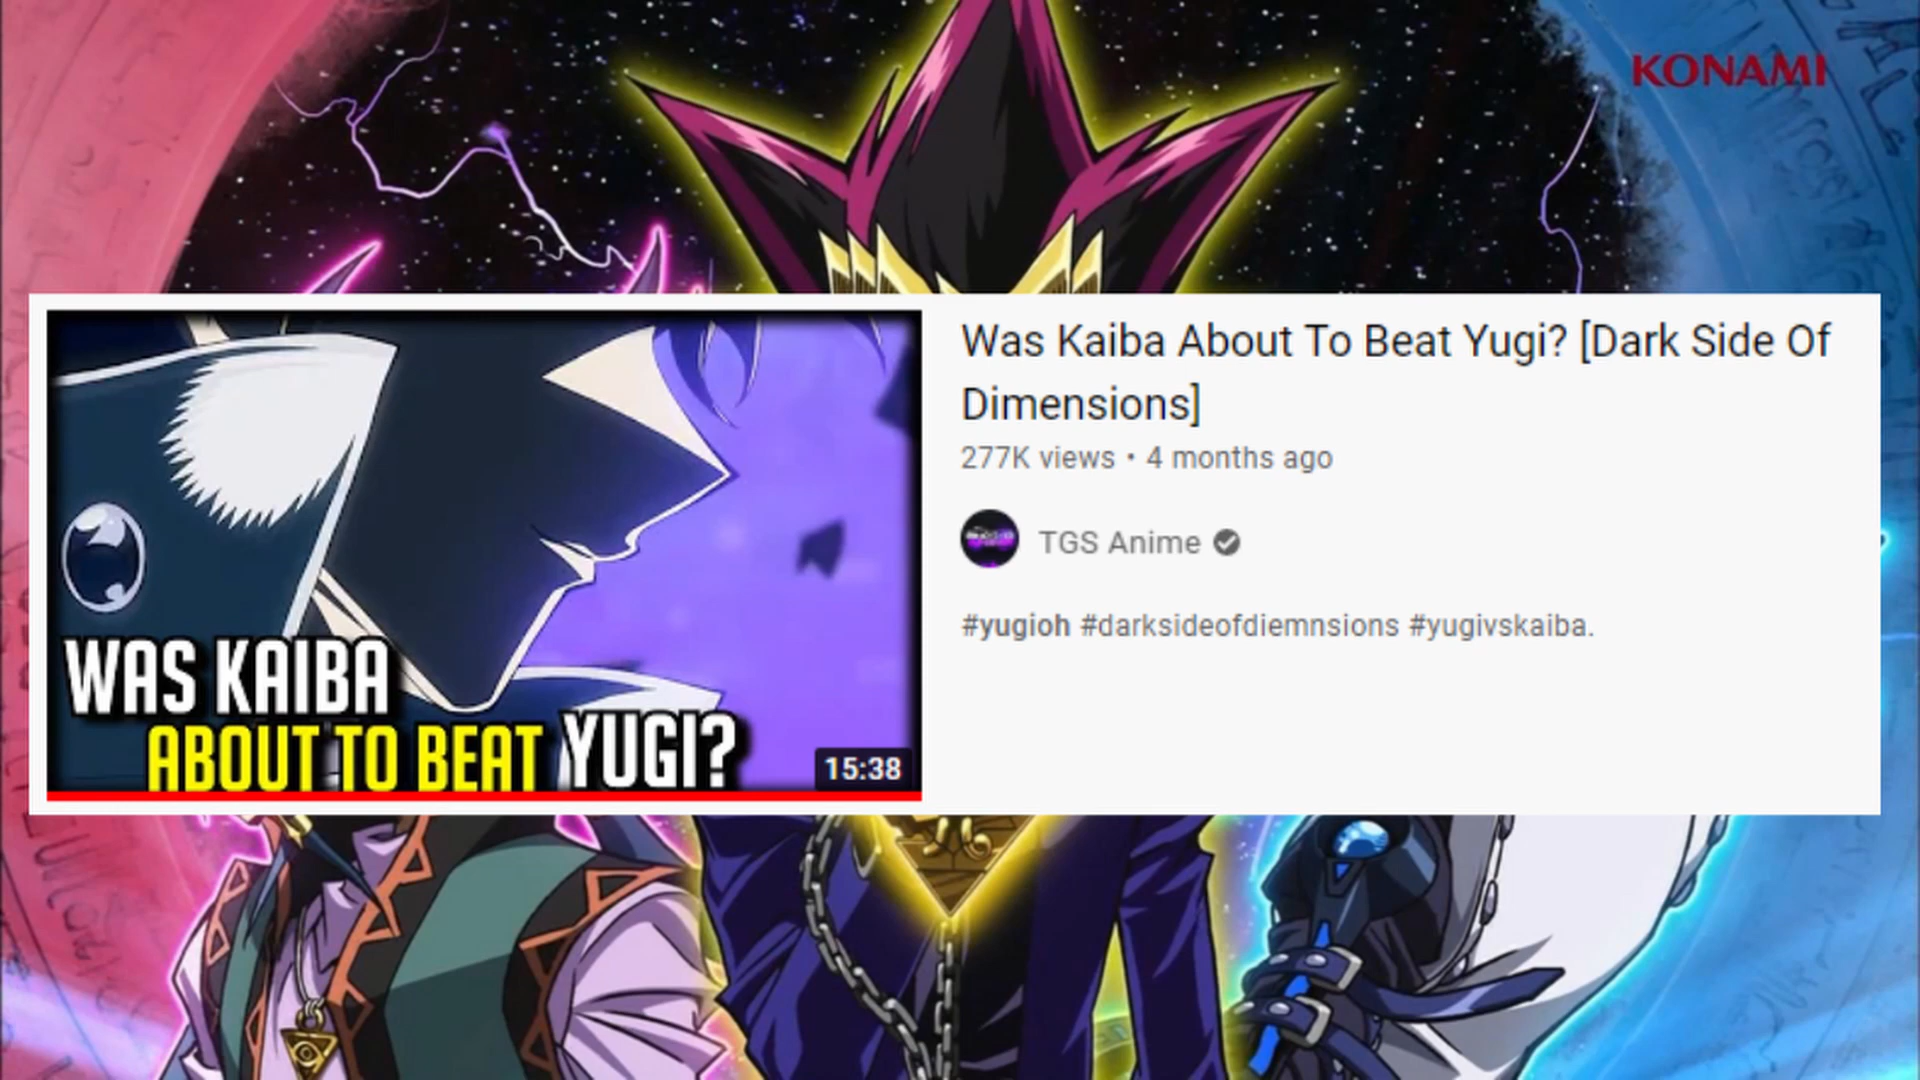 KONAMI
Was Kaiba About To Beat Yugi? [Dark Side Of
Dimensions]
277K views • 4 months ago
TGS Anime
#yugioh #darksideofdiemnsions #yugivskaiba.
WAS KAIBA
ABOUT TO BEAT YUGI?
15:38